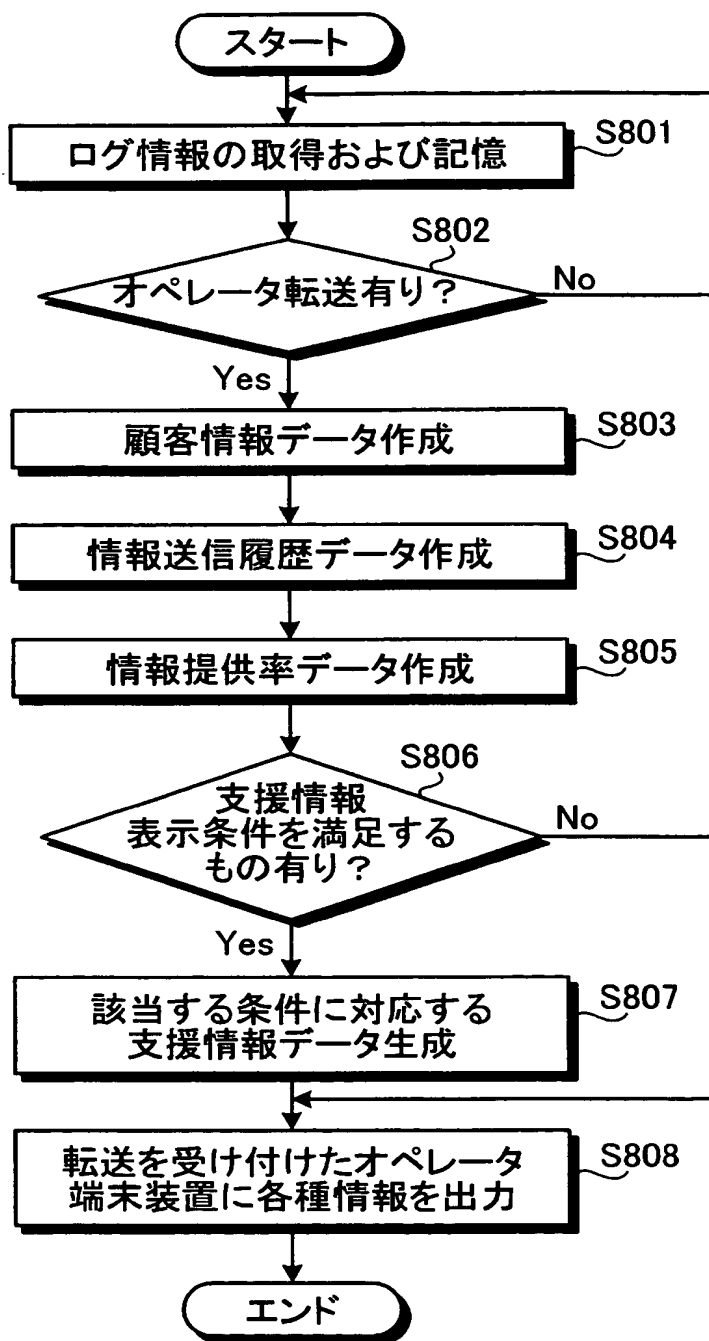 スタート
ログ情報の取得および記憶
S801
オペレータ転送有り？
S802
No
Yes
顧客情報データ作成
S803
情報送信履歴データ作成
S804
情報提供率データ作成
S805
支援情報
表示条件を満足する
もの有り？
S806
No
Yes
該当する条件に対応する
支援情報データ生成
S807
転送を受け付けたオペレータ
端末装置に各種情報を出力
S808
エンド